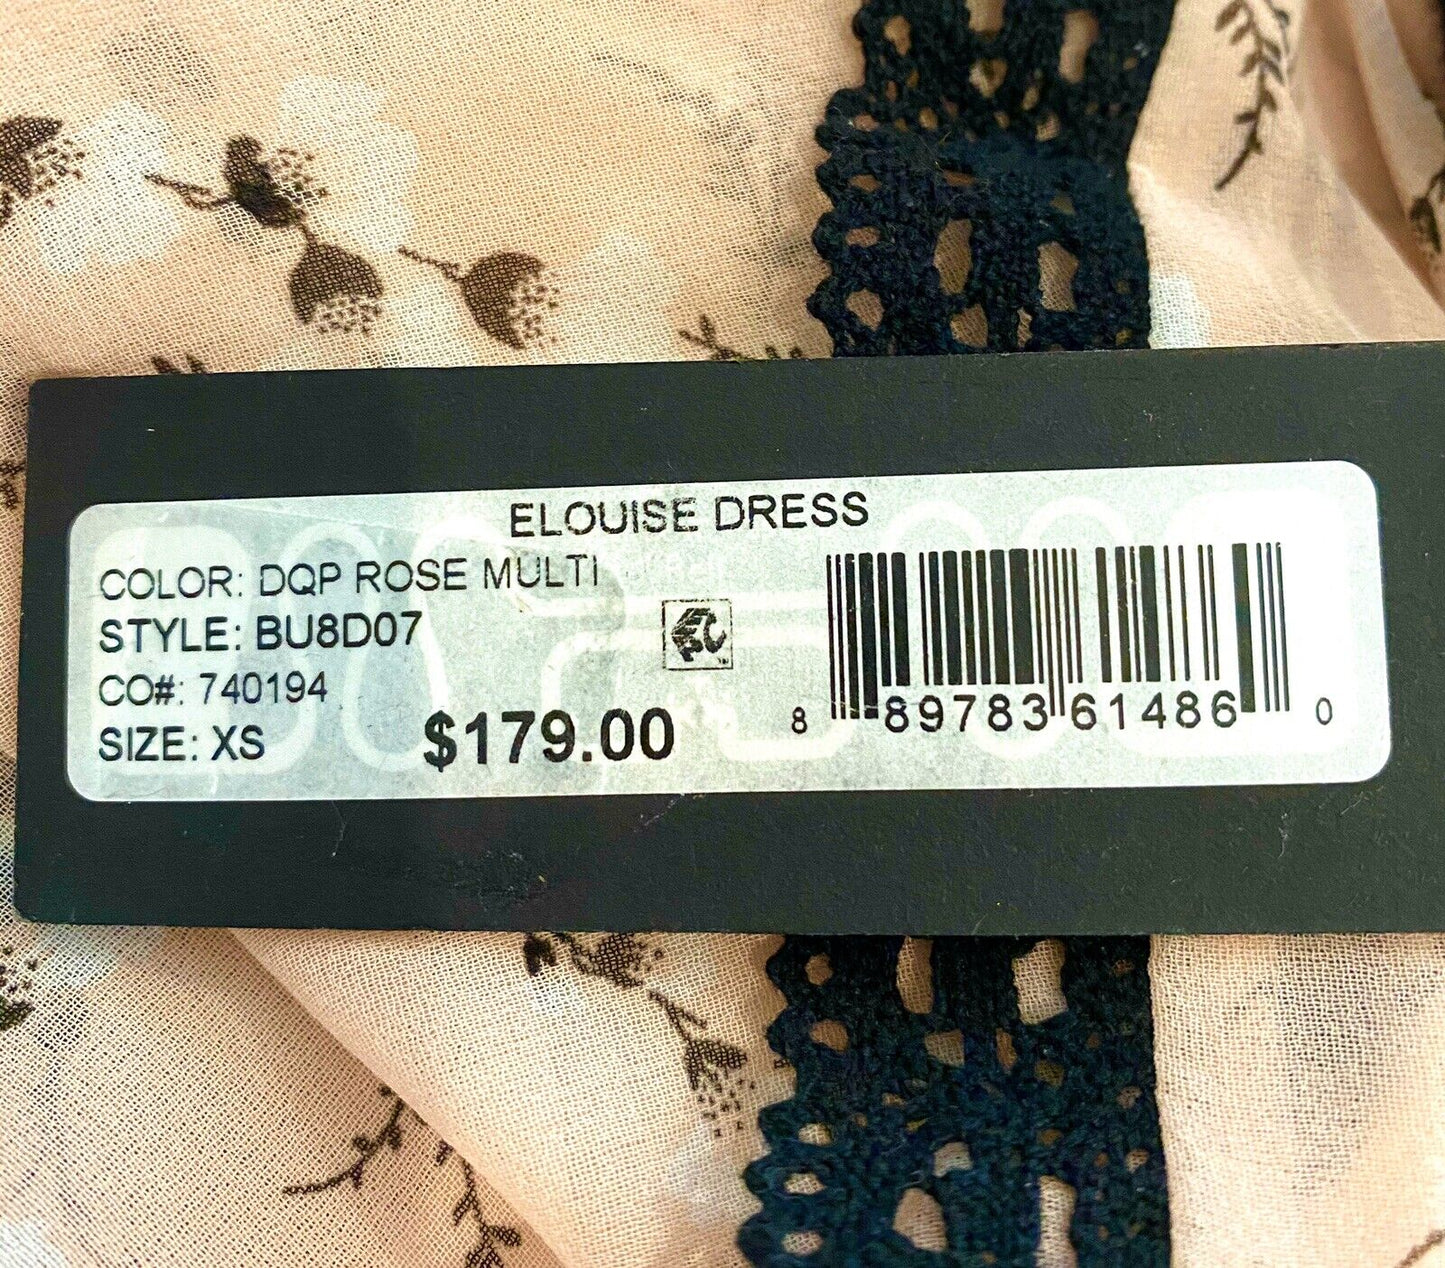 ELOUISE DRESS
COLOR: DQP ROSE MULTI
STYLE: BU8D07
CO#: 740194
SIZE: XS
$179.00
8 89783 61486 0